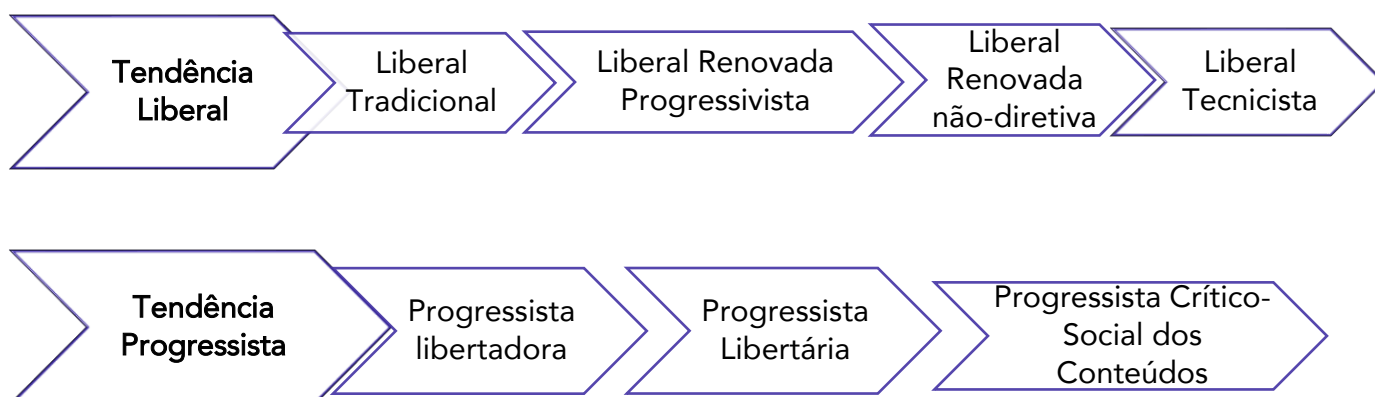 Tendência
Liberal
Liberal
Tradicional
Liberal Renovada
Progressivista
Liberal
Renovada
não-diretiva
Liberal
Tecnicista
Tendência
Progressista
Progressista
libertadora
Progressista
Libertária
Progressista Crítico-
Social dos
Conteúdos